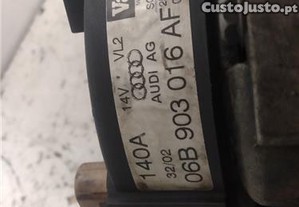 CustoJusto.pt
VL2
14V
140A
AUDI AG
32/02
06B 903 016 AF